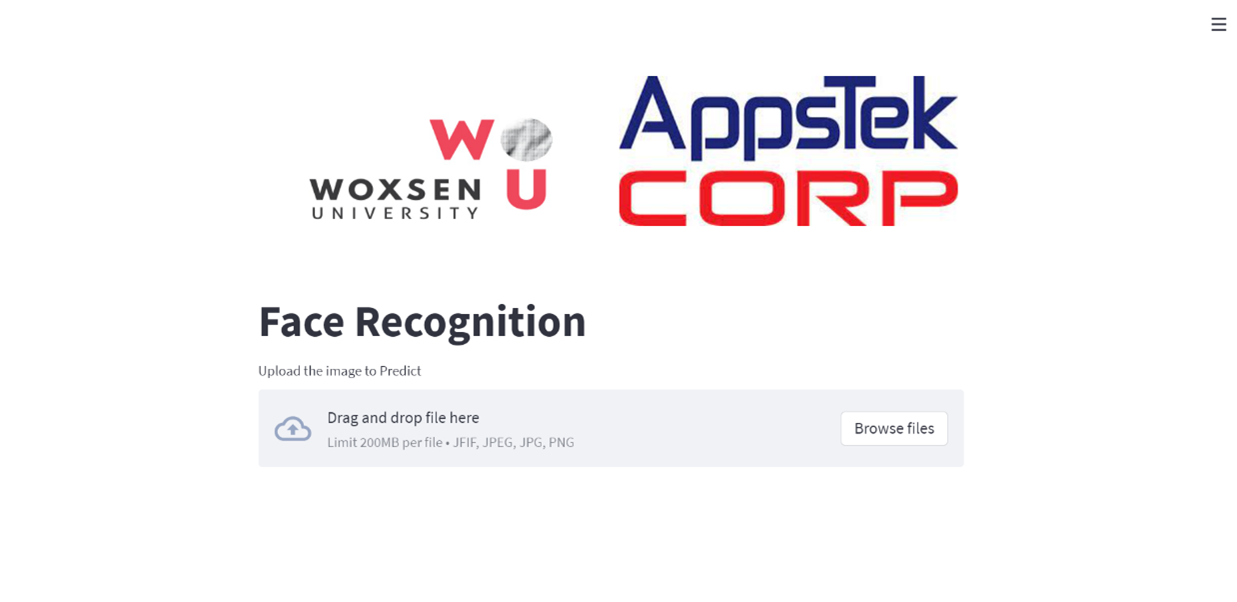 W
WOXSEN
U
UNIVERSITY
AppsTek
CORP
Face Recognition
Upload the image to Predict
Drag and drop file here
Limit 200MB per file • JFIF, JPEG, JPG, PNG
Browse files